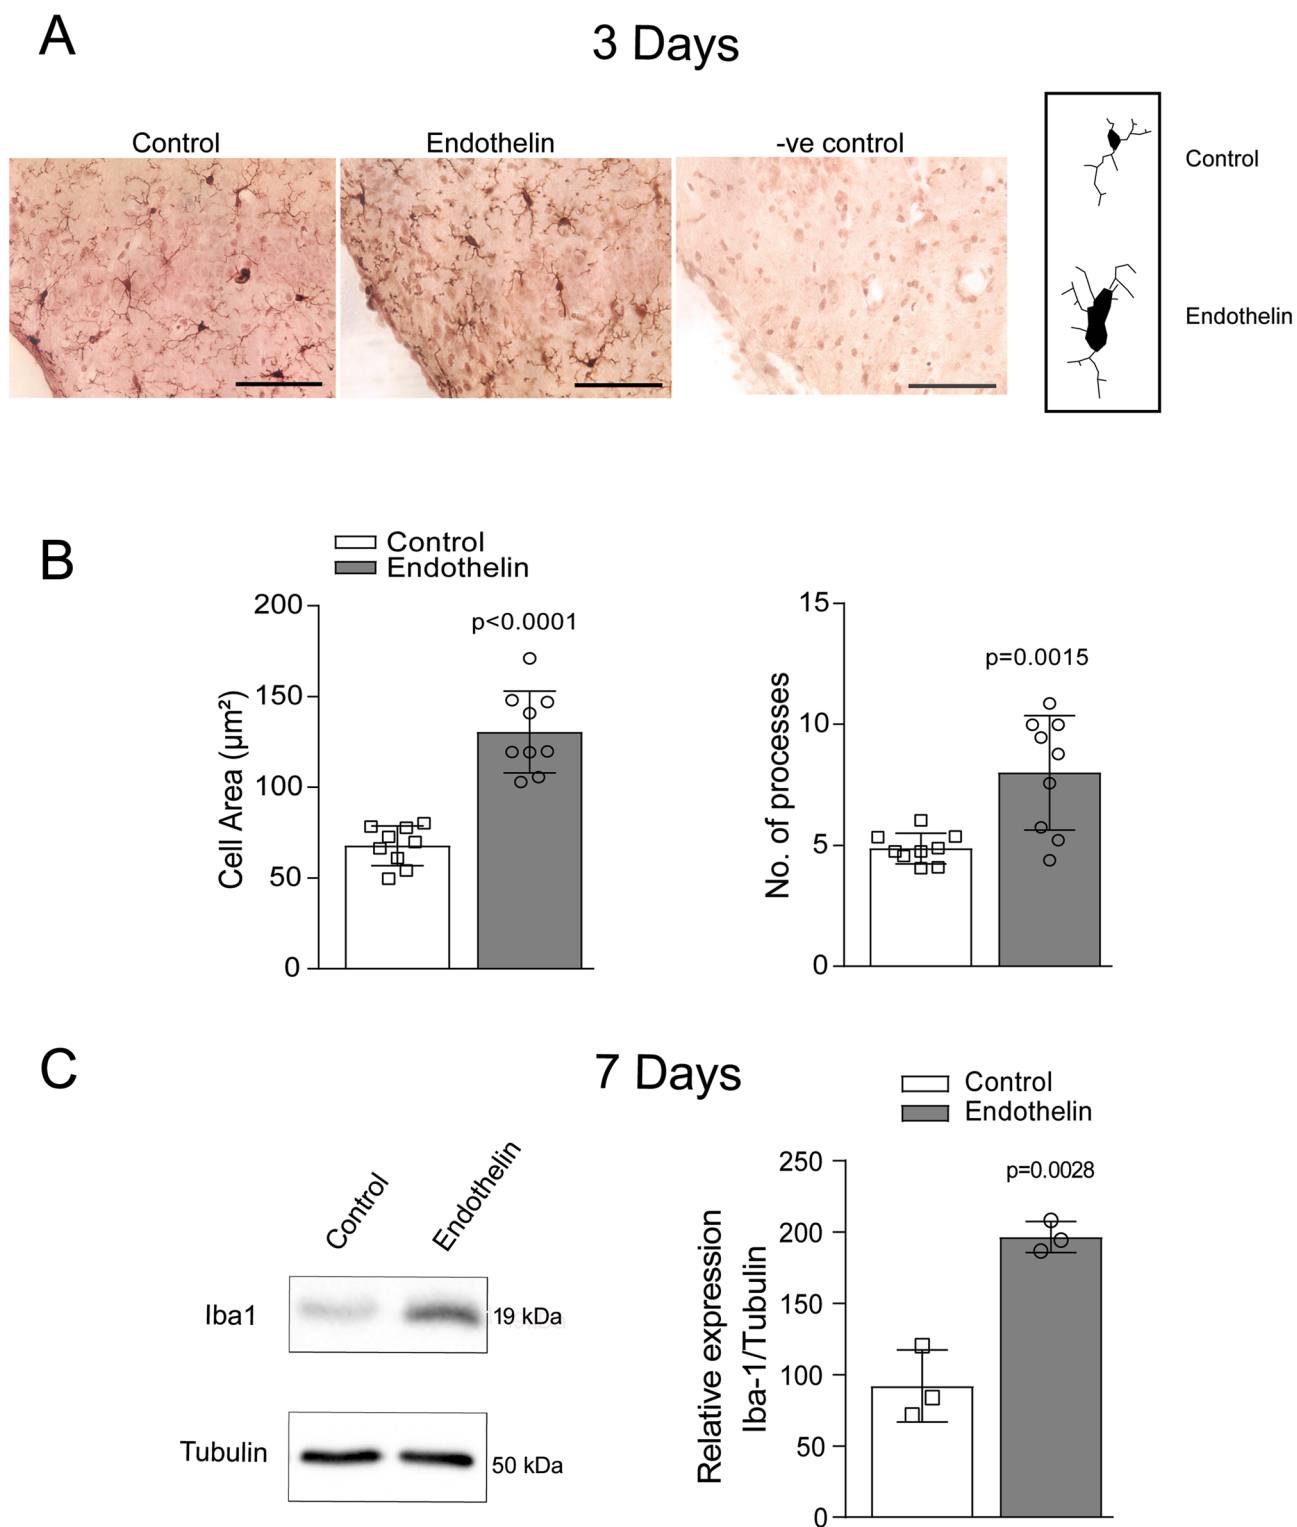 A
3 Days
Control
Endothelin
-ve control
Control
Endothelin
B
Control
Endothelin
200
150
100
50
0
Cell Area (µm²)
p<0.0001
15
10
5
0
No. of processes
p=0.0015
C
7 Days
Control
Endothelin
Control
Endothelin
Iba1
19 kDa
Tubulin
50 kDa
250
200
150
100
50
0
Relative expression
Iba-1/Tubulin
p=0.0028